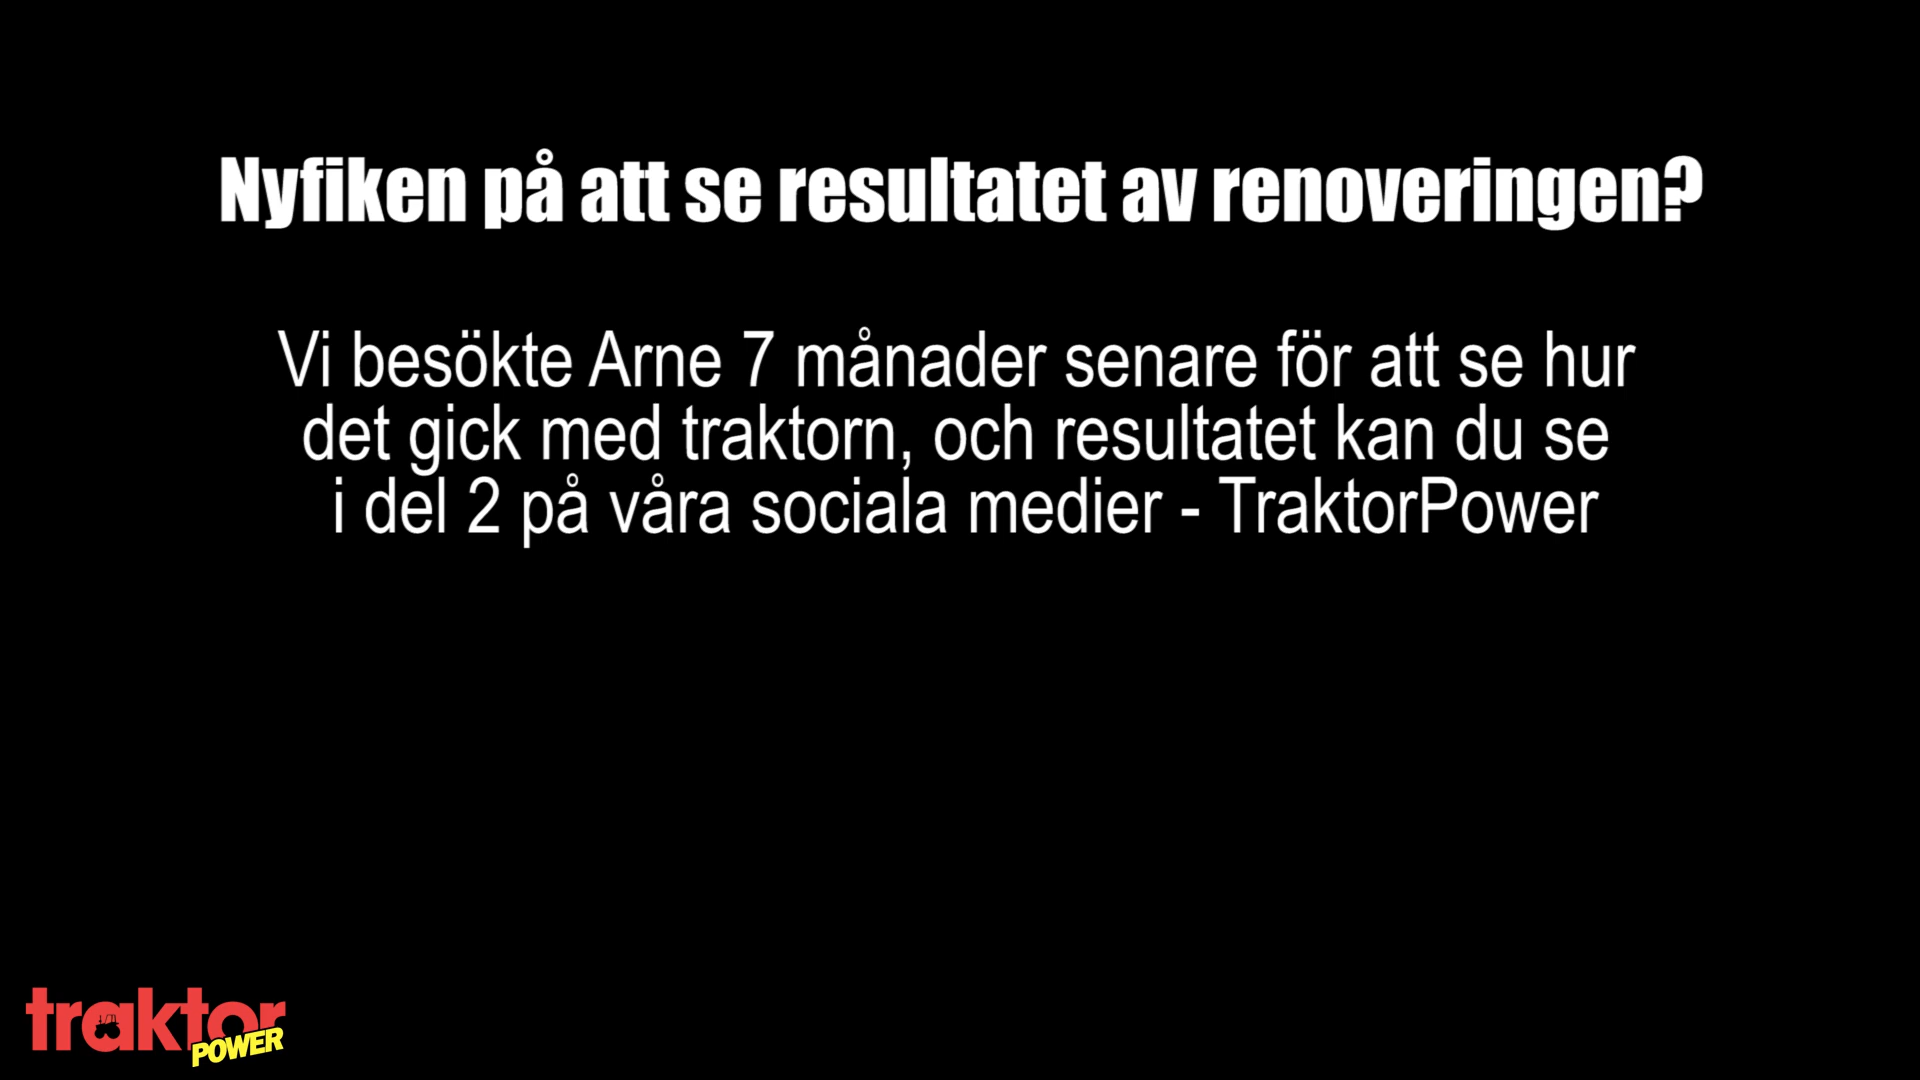 Nyfiken på att se resultatet av renoveringen?
Vi besökte Arne 7 månader senare för att se hur
det gick med traktorn, och resultatet kan du se
i del 2 på våra sociala medier - TraktorPower
traktor
POWER